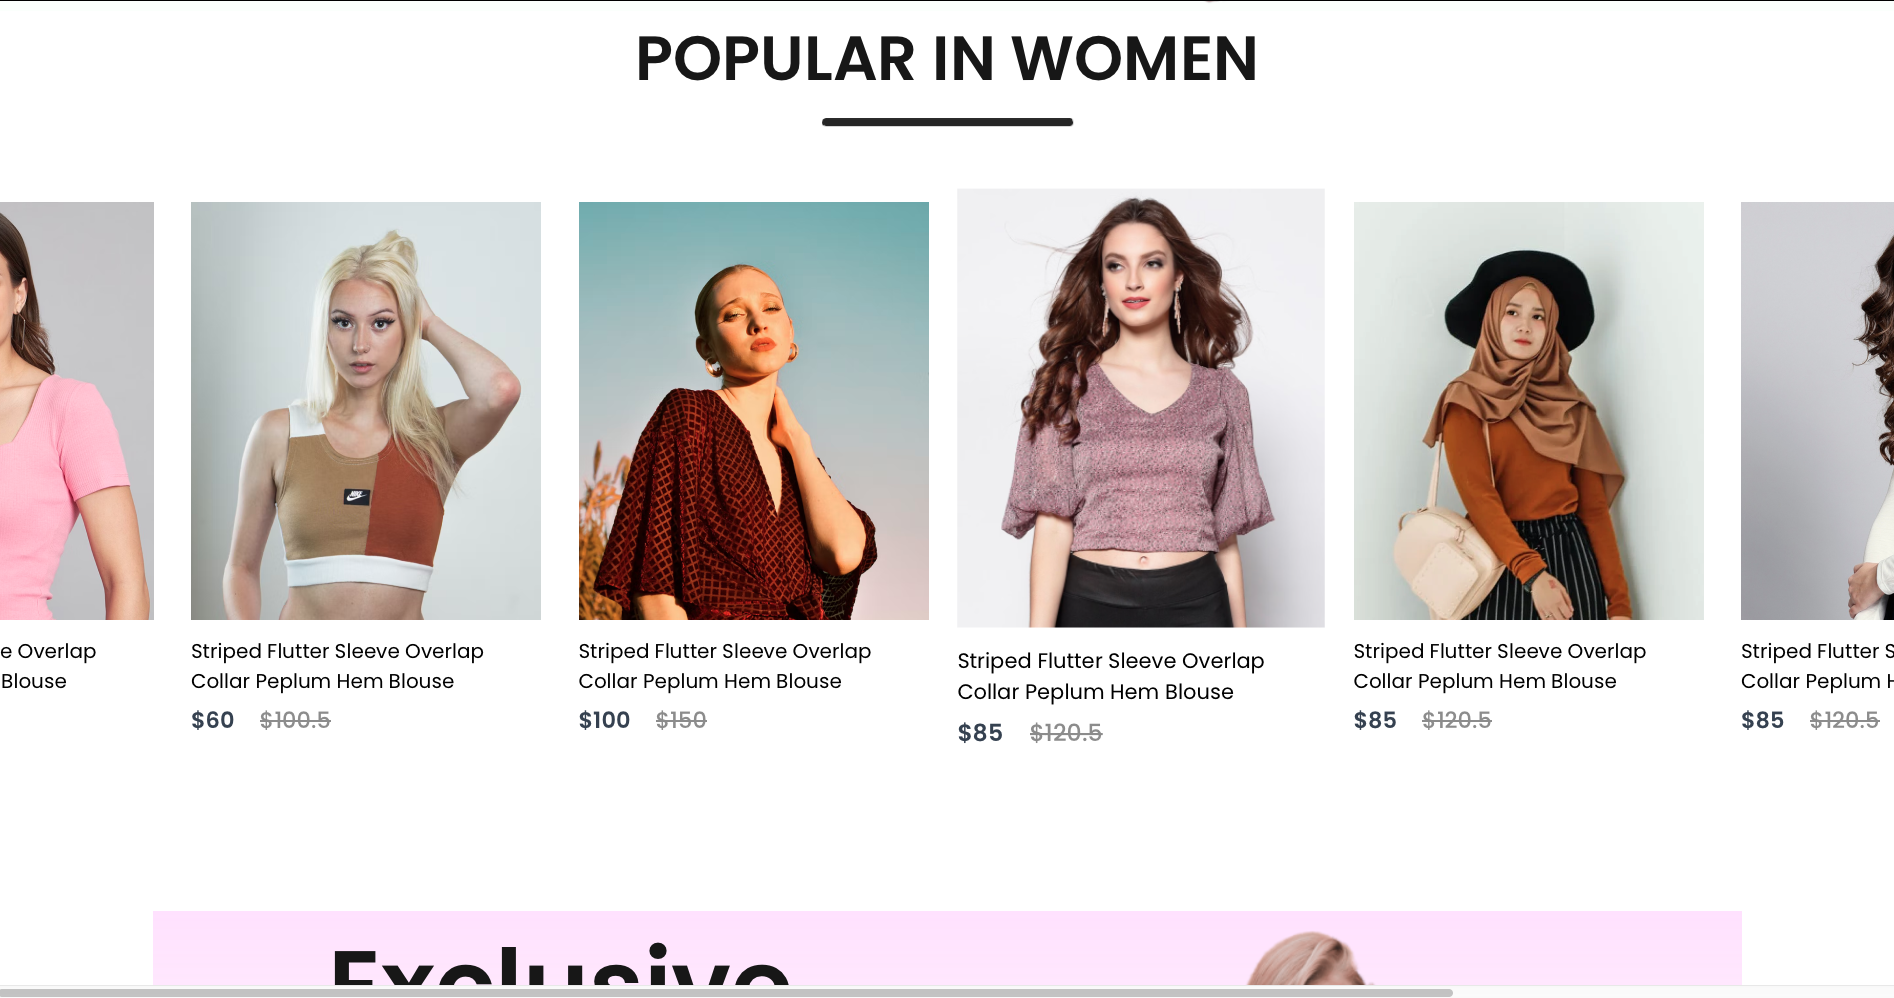 POPULAR IN WOMEN
NIKE
e Overlap
Blouse
Striped Flutter Sleeve Overlap
Collar Peplum Hem Blouse
$60 $100.5
Striped Flutter Sleeve Overlap
Collar Peplum Hem Blouse
$100 $150
Striped Flutter Sleeve Overlap
Collar Peplum Hem Blouse
$85 $120.5
Striped Flutter Sleeve Overlap
Collar Peplum Hem Blouse
$85 $120.5
Striped Flutter S
Collar Peplum H
$85 $120.5
Exclusive